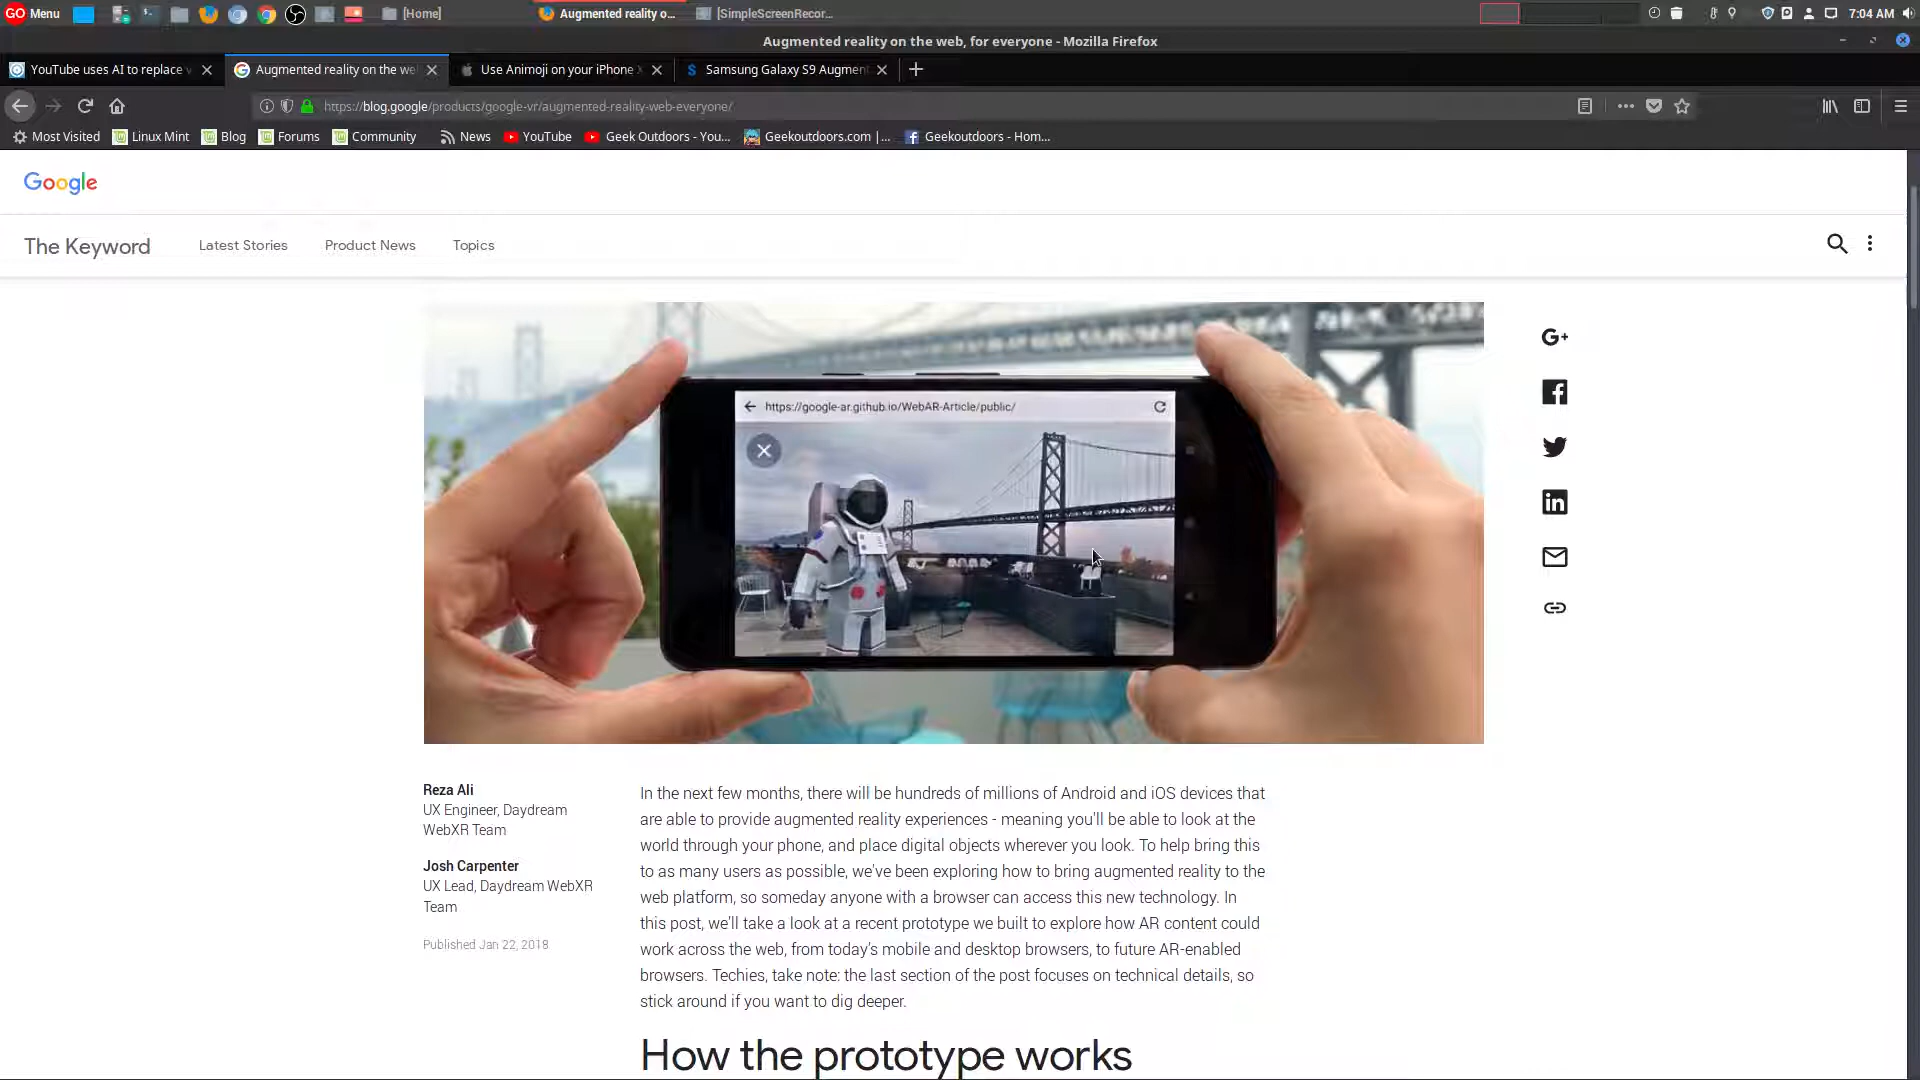 GO Menu
[Home]
Augmented reality o...
[SimpleScreenRecor...
7:04 AM
Augmented reality on the web, for everyone - Mozilla Firefox
YouTube uses AI to replace v
Augmented reality on the we
Use Animoji on your iPhone X
Samsung Galaxy S9 Augment
https://blog.google/products/google-vr/augmented-reality-web-everyone/
Most Visited
Linux Mint
Blog
Forums
Community
News
YouTube
Geek Outdoors - You...
Geekoutdoors.com |...
Geekoutdoors - Hom...
Google
The Keyword
Latest Stories
Product News
Topics
G+
https://google-ar.github.io/WebAR-Article/public/
Reza Ali
UX Engineer, Daydream
WebXR Team
Josh Carpenter
UX Lead, Daydream WebXR
Team
Published Jan 22, 2018
In the next few months, there will be hundreds of millions of Android and iOS devices that
are able to provide augmented reality experiences - meaning you'll be able to look at the
world through your phone, and place digital objects wherever you look. To help bring this
to as many users as possible, we've been exploring how to bring augmented reality to the
web platform, so someday anyone with a browser can access this new technology. In
this post, we'll take a look at a recent prototype we built to explore how AR content could
work across the web, from today's mobile and desktop browsers, to future AR-enabled
browsers. Techies, take note: the last section of the post focuses on technical details, so
stick around if you want to dig deeper.
How the prototype works